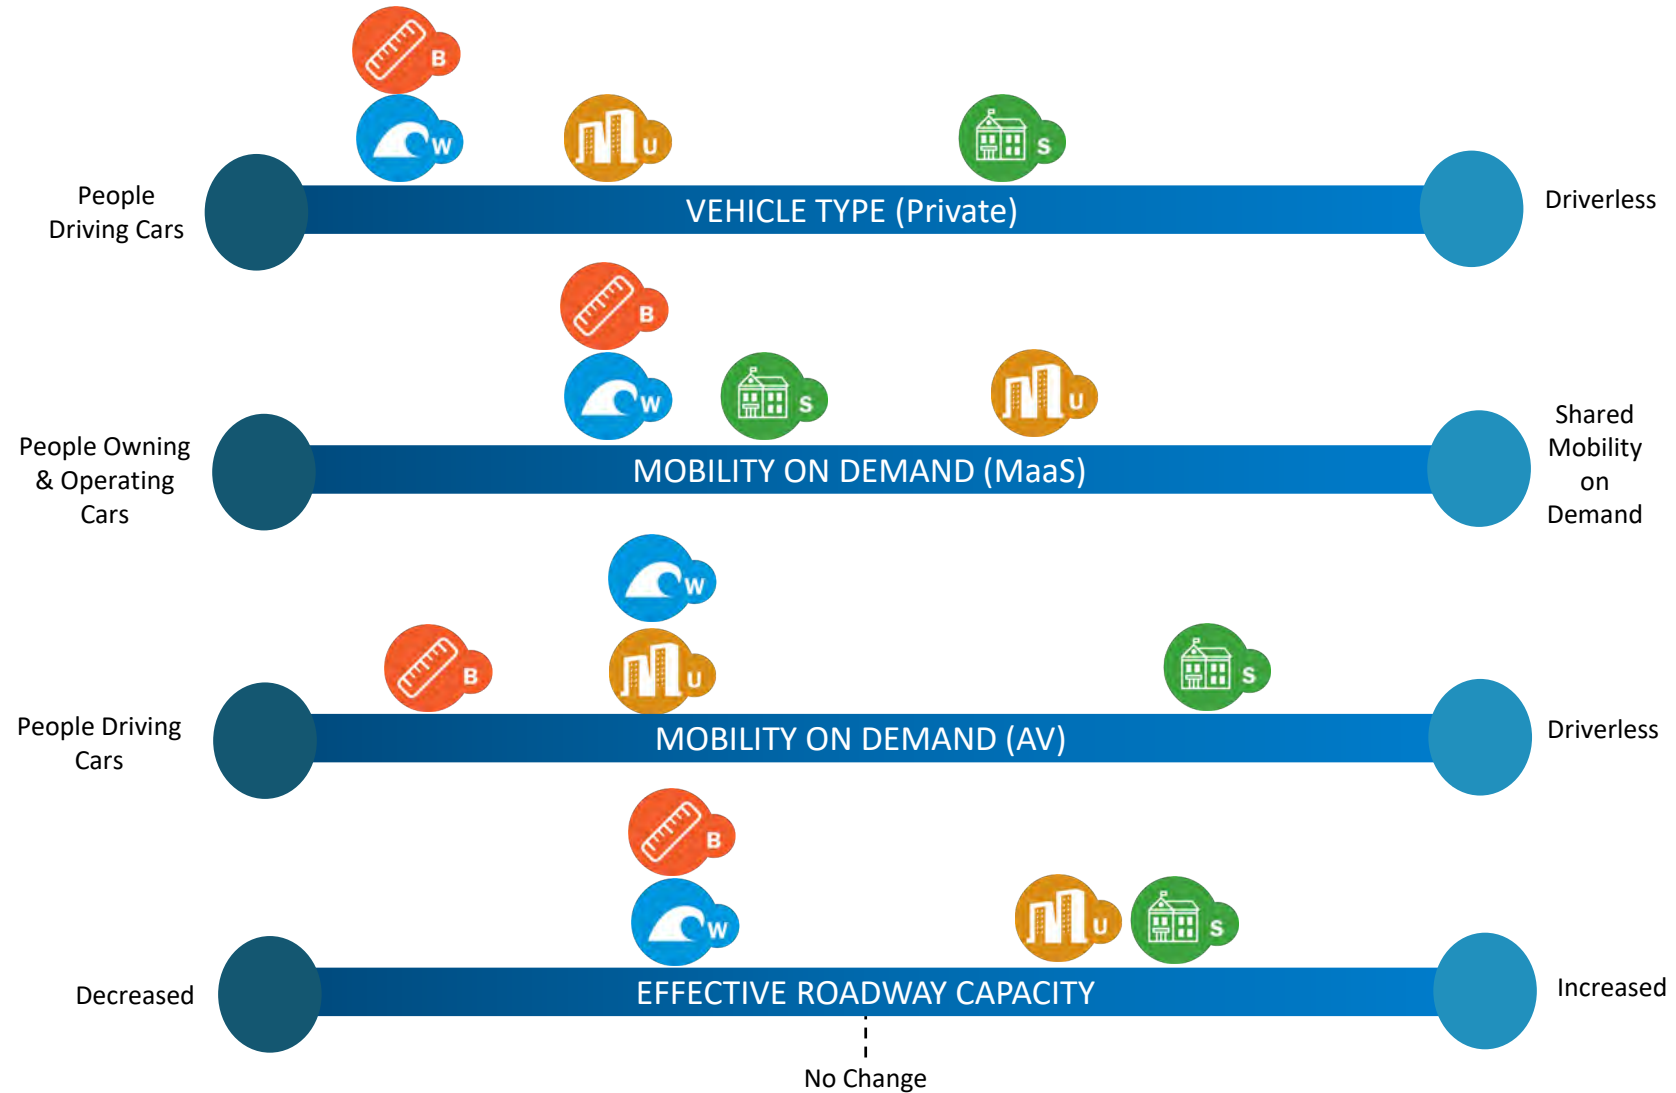 B
W
U
S
People
Driving Cars
VEHICLE TYPE (Private)
Driverless
B
W
S
U
People Owning
& Operating
Cars
MOBILITY ON DEMAND (MaaS)
Shared
Mobility
on
Demand
W
B
U
S
People Driving
Cars
MOBILITY ON DEMAND (AV)
Driverless
B
W
U
S
Decreased
EFFECTIVE ROADWAY CAPACITY
Increased
No Change